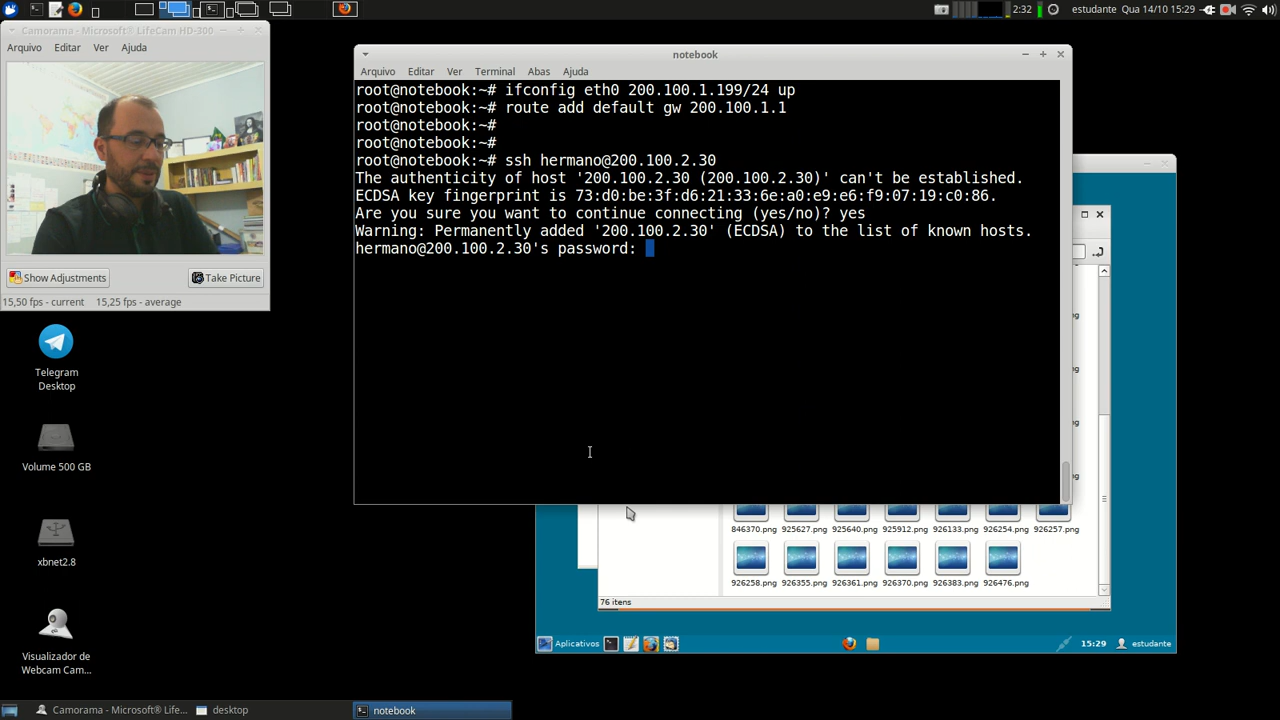 2:32 estudante Qua 14/10 15:29
Camorama - Microsoft® LifeCam HD-300
Arquivo Editar Ver Ajuda
Show Adjustments Take Picture
15,50 fps - current 15,25 fps - average
Telegram
Desktop
Volume 500 GB
xbnet2.8
Visualizador de
Webcam Cam...
notebook
Arquivo Editar Ver Terminal Abas Ajuda
root@notebook:~# ifconfig eth0 200.100.1.199/24 up
root@notebook:~# route add default gw 200.100.1.1
root@notebook:~#
root@notebook:~#
root@notebook:~# ssh hermano@200.100.2.30
The authenticity of host '200.100.2.30 (200.100.2.30)' can't be established.
ECDSA key fingerprint is 73:d0:be:3f:d6:21:33:6e:a0:e9:e6:f9:07:19:c0:86.
Are you sure you want to continue connecting (yes/no)? yes
Warning: Permanently added '200.100.2.30' (ECDSA) to the list of known hosts.
hermano@200.100.2.30's password:
ng
ng
ng
ng
846370.png 925627.png 925640.png 925912.png 926133.png 926254.png 926257.png
926258.png 926355.png 926361.png 926370.png 926383.png 926476.png
76 itens
Aplicativos 15:29 estudante
Camorama - Microsoft® LifeC... desktop notebook